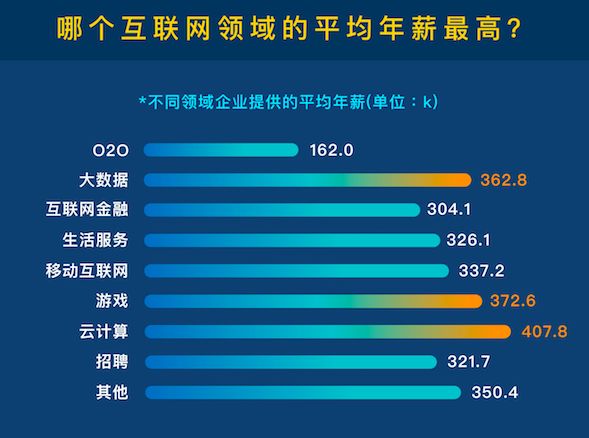 哪个互联网领域的平均年薪最高?
*不同领域企业提供的平均年薪(单位：k)
O2O 162.0
大数据 362.8
互联网金融 304.1
生活服务 326.1
移动互联网 337.2
游戏 372.6
云计算 407.8
招聘 321.7
其他 350.4